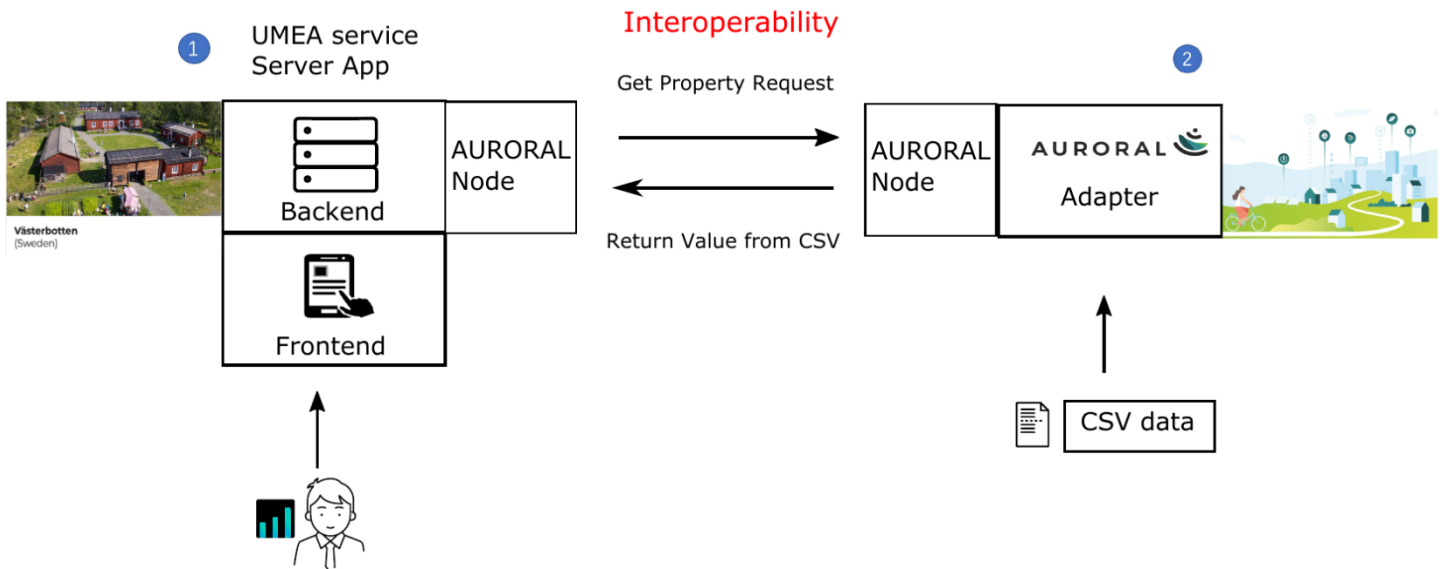 Interoperability
1
UMEA service
Server App
2
Get Property Request
AURORAL
Node
Backend
AURORAL
Node
AURORAL
Adapter
Return Value from CSV
Västerbotten
(Sweden)
Frontend
CSV data